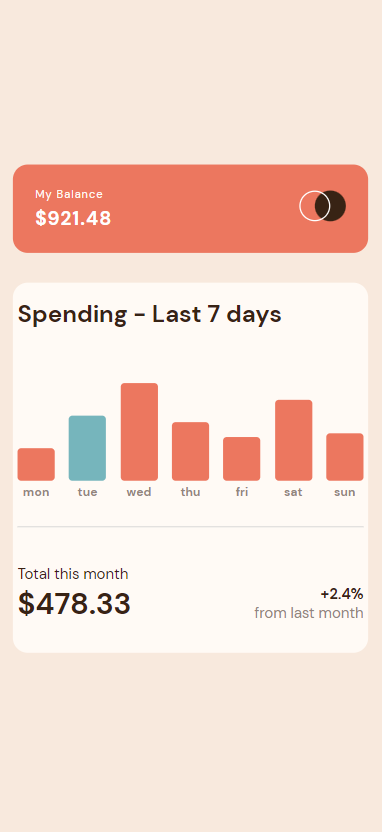 My Balance
$921.48
Spending - Last 7 days
mon tue wed thu fri sat sun
Total this month
$478.33
+2.4%
from last month